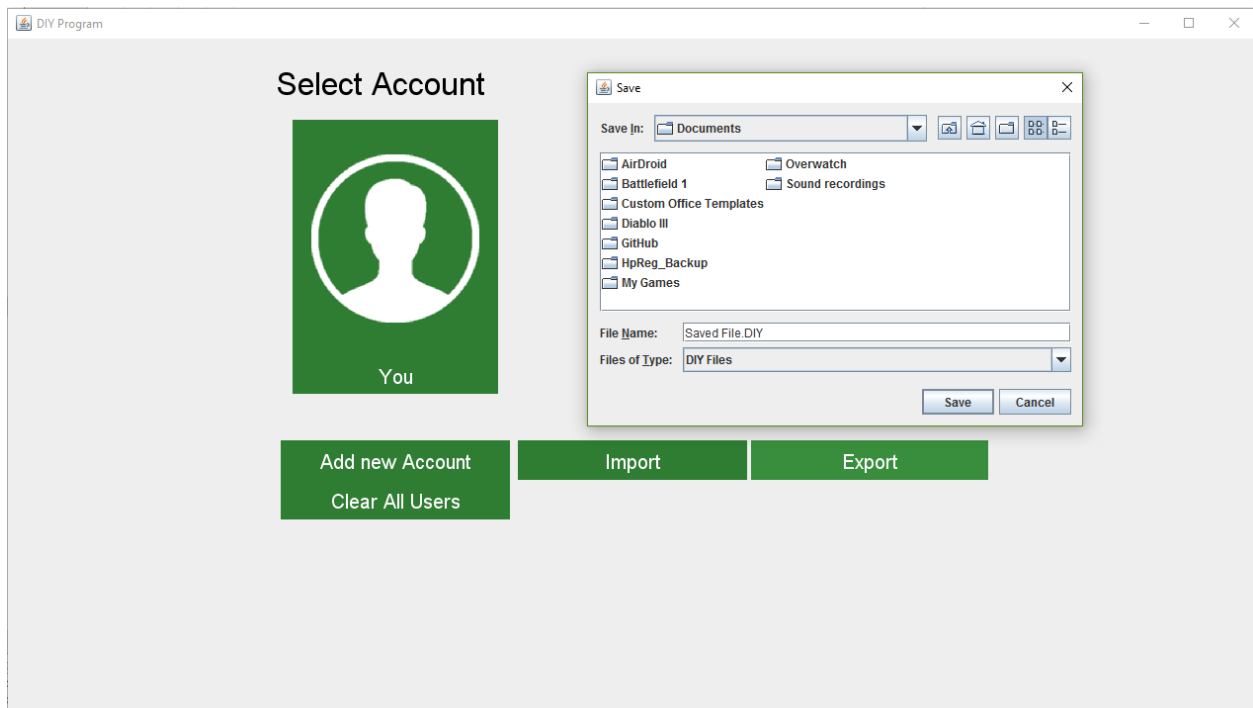 DIY Program
Select Account
You
Add new Account
Clear All Users
Import
Export
Save
Save In: Documents
AirDroid
Battlefield 1
Custom Office Templates
Diablo III
GitHub
HpReg_Backup
My Games
Overwatch
Sound recordings
File Name: Saved File.DIY
Files of Type: DIY Files
Save Cancel